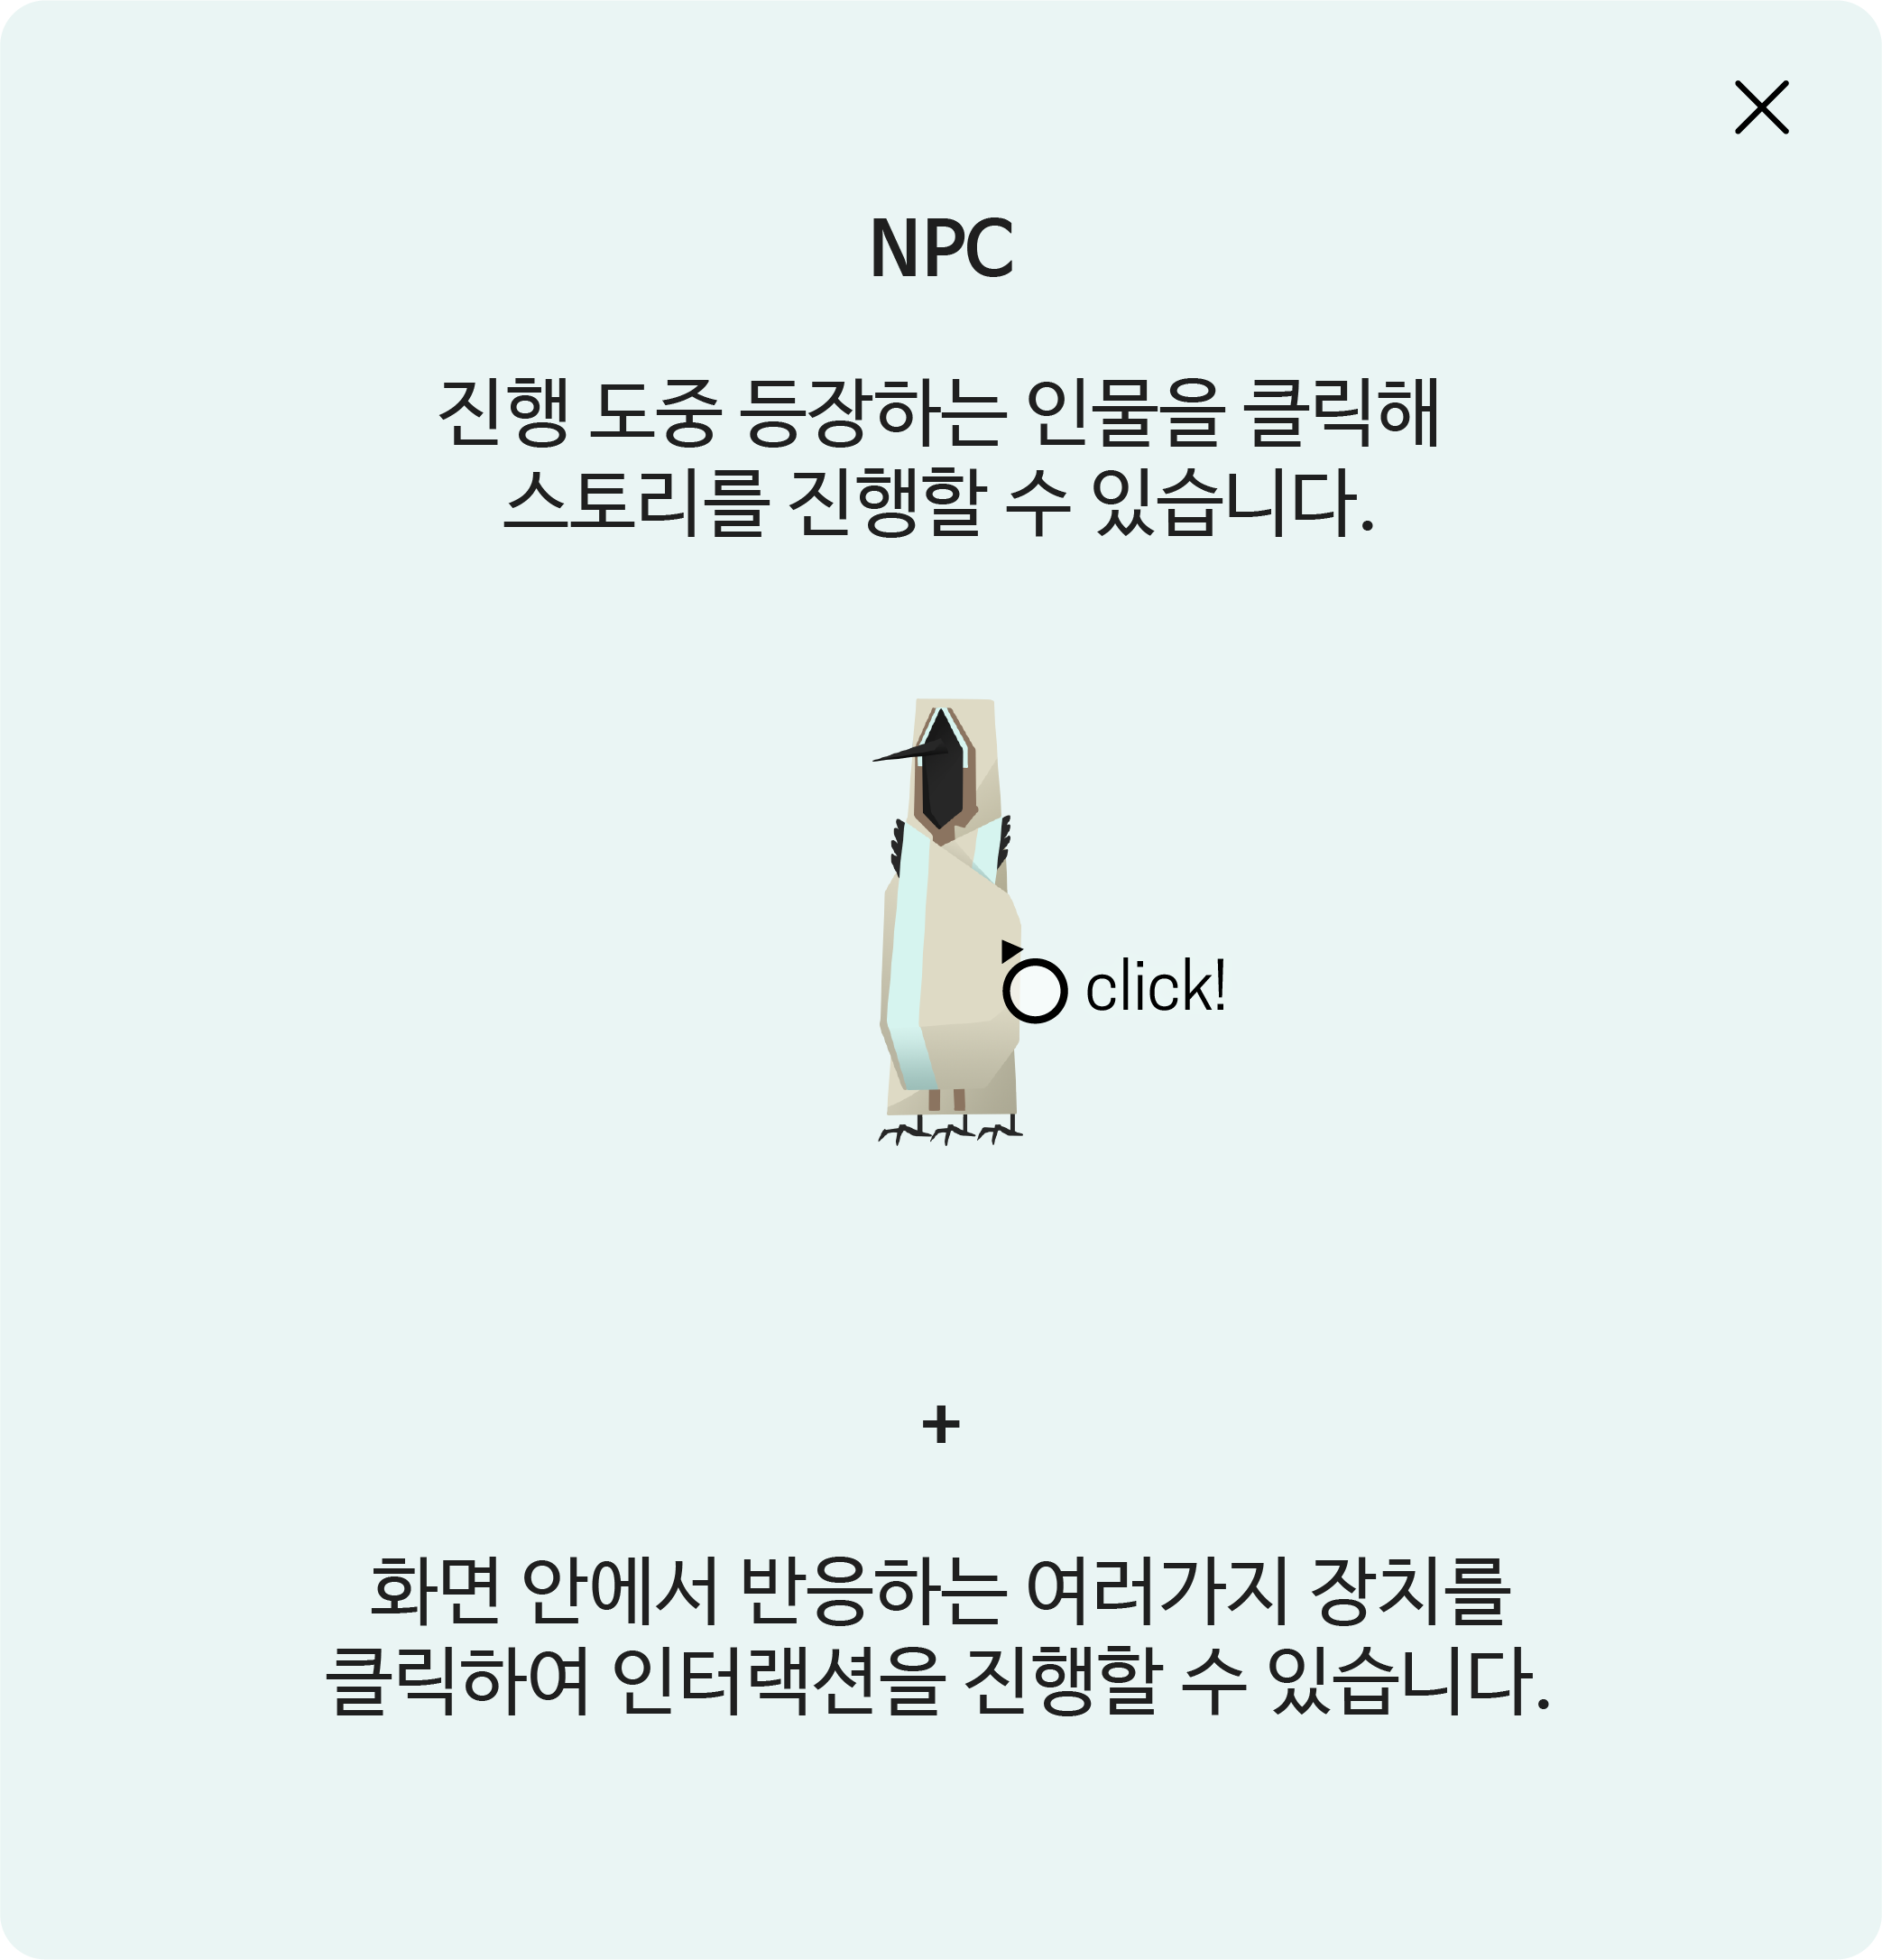 NPC
진행 도중 등장하는 인물을 클릭해
스토리를 진행할 수 있습니다.
click!
+
화면 안에서 반응하는 여러가지 장치를
클릭하여 인터랙션을 진행할 수 있습니다.